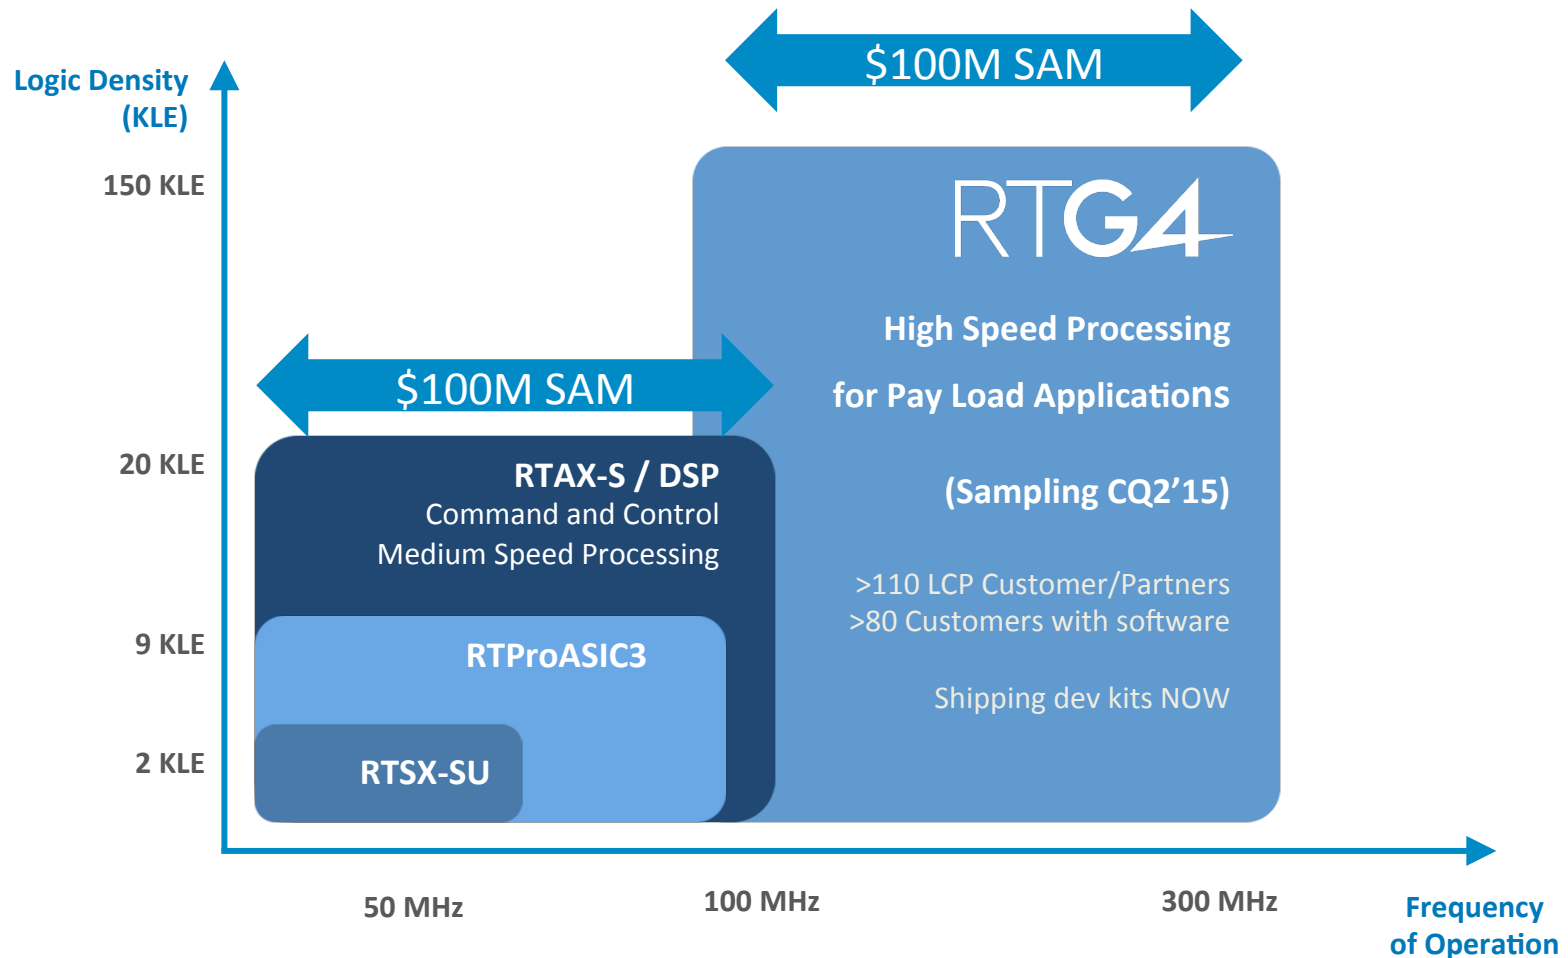 $100M SAM
Logic Density
(KLE)
150 KLE
RTG4
High Speed Processing
for Pay Load Applications
$100M SAM
20 KLE
RTAX-S / DSP
Command and Control
Medium Speed Processing
(Sampling CQ2’15)
>110 LCP Customer/Partners
>80 Customers with software
9 KLE
RTProASIC3
Shipping dev kits NOW
2 KLE
RTSX-SU
50 MHz
100 MHz
300 MHz
Frequency
of Operation